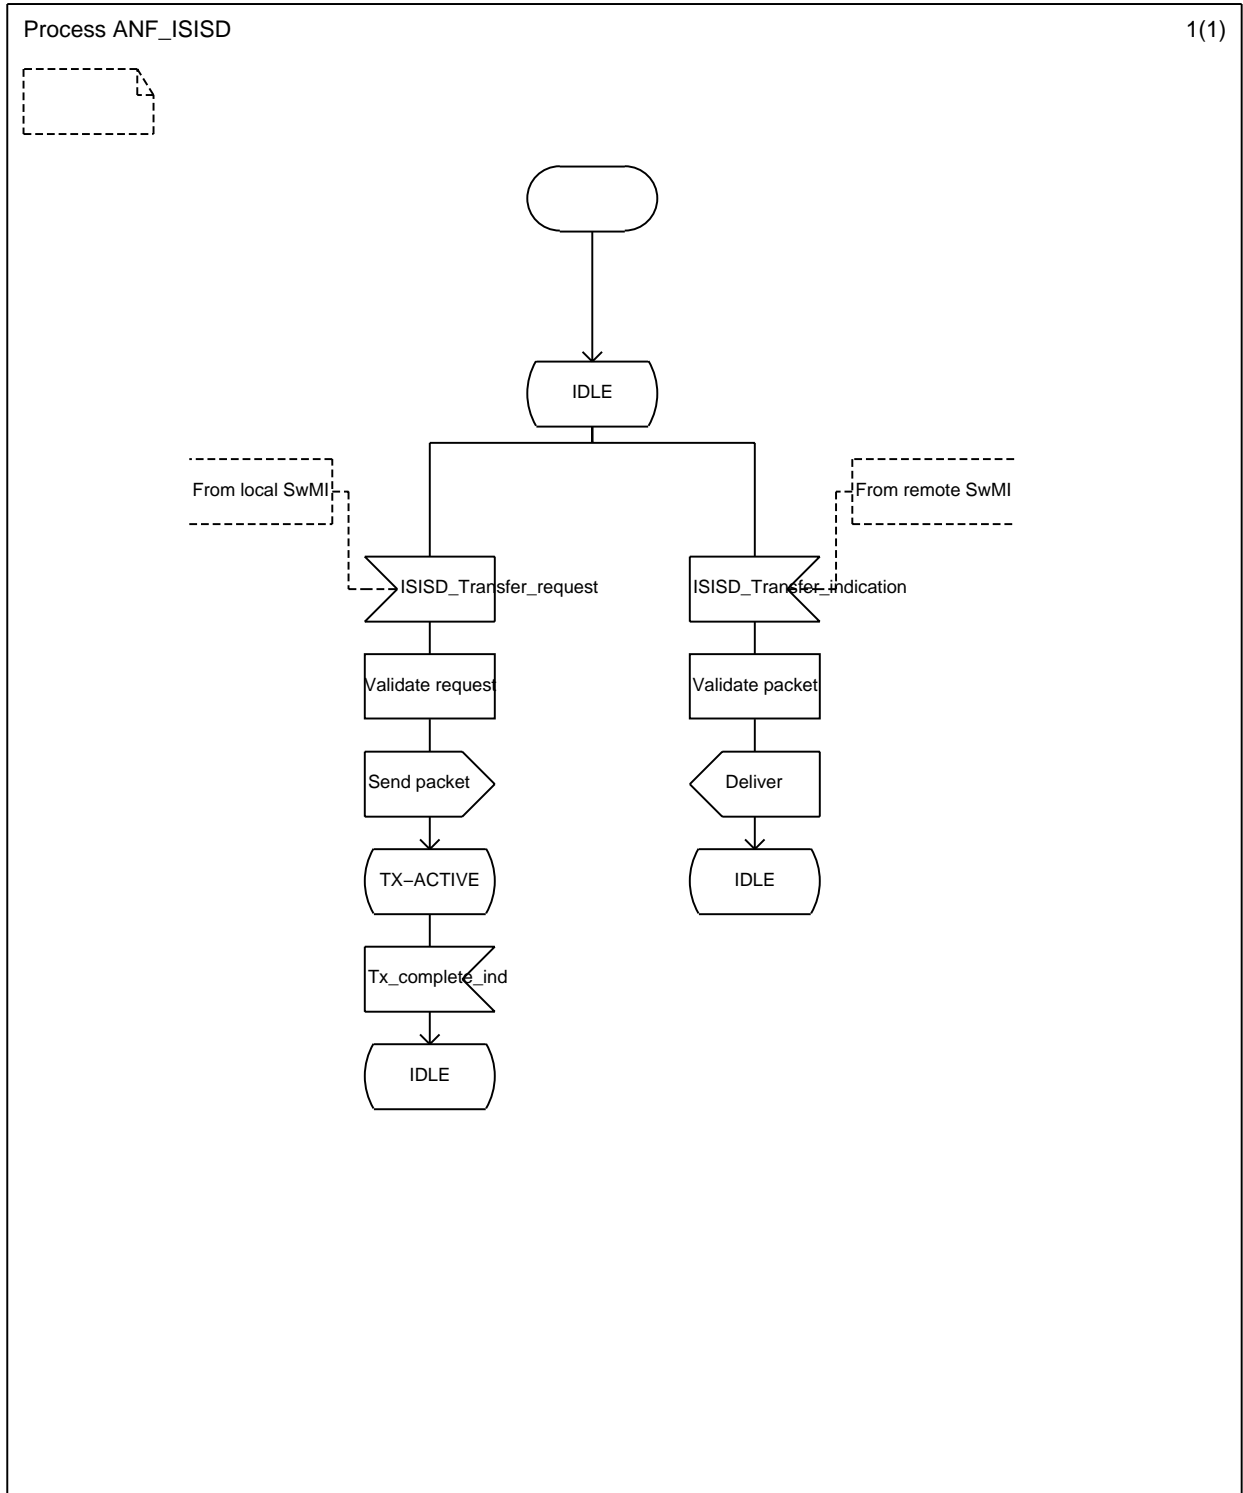 Process ANF_ISISD
1(1)
IDLE
From local SwMI
From remote SwMI
ISISD_Transfer_request
ISISD_Transfer_indication
Validate request
Validate packet
Send packet
Deliver
TX–ACTIVE
IDLE
Tx_complete_ind
IDLE